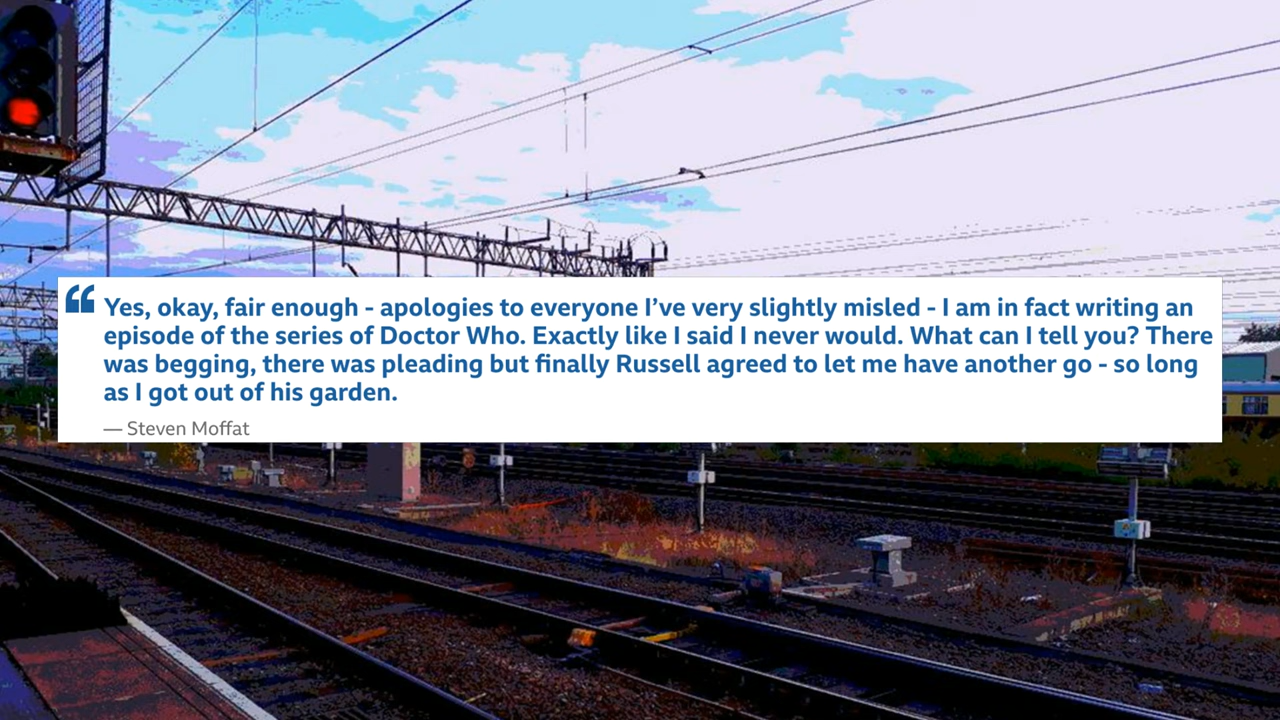 “ Yes, okay, fair enough - apologies to everyone I’ve very slightly misled - I am in fact writing an
episode of the series of Doctor Who. Exactly like I said I never would. What can I tell you? There
was begging, there was pleading but finally Russell agreed to let me have another go - so long
as I got out of his garden.
— Steven Moffat